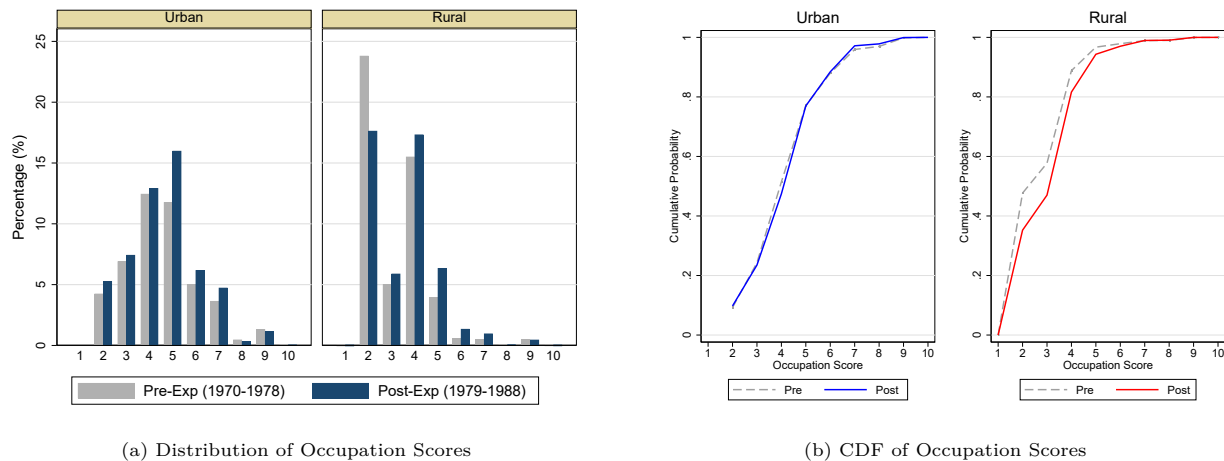 Urban
Rural
Percentage (%)
25
20
15
10
5
0
1 2 3 4 5 6 7 8 9 10
1 2 3 4 5 6 7 8 9 10
Pre-Exp (1970-1978)
Post-Exp (1979-1988)
(a) Distribution of Occupation Scores
Urban
Cumulative Probability
1
.8
.6
.4
.2
0
1 2 3 4 5 6 7 8 9 10
Occupation Score
Pre
Post
Rural
Cumulative Probability
1
.8
.6
.4
.2
0
1 2 3 4 5 6 7 8 9 10
Occupation Score
Pre
Post
(b) CDF of Occupation Scores